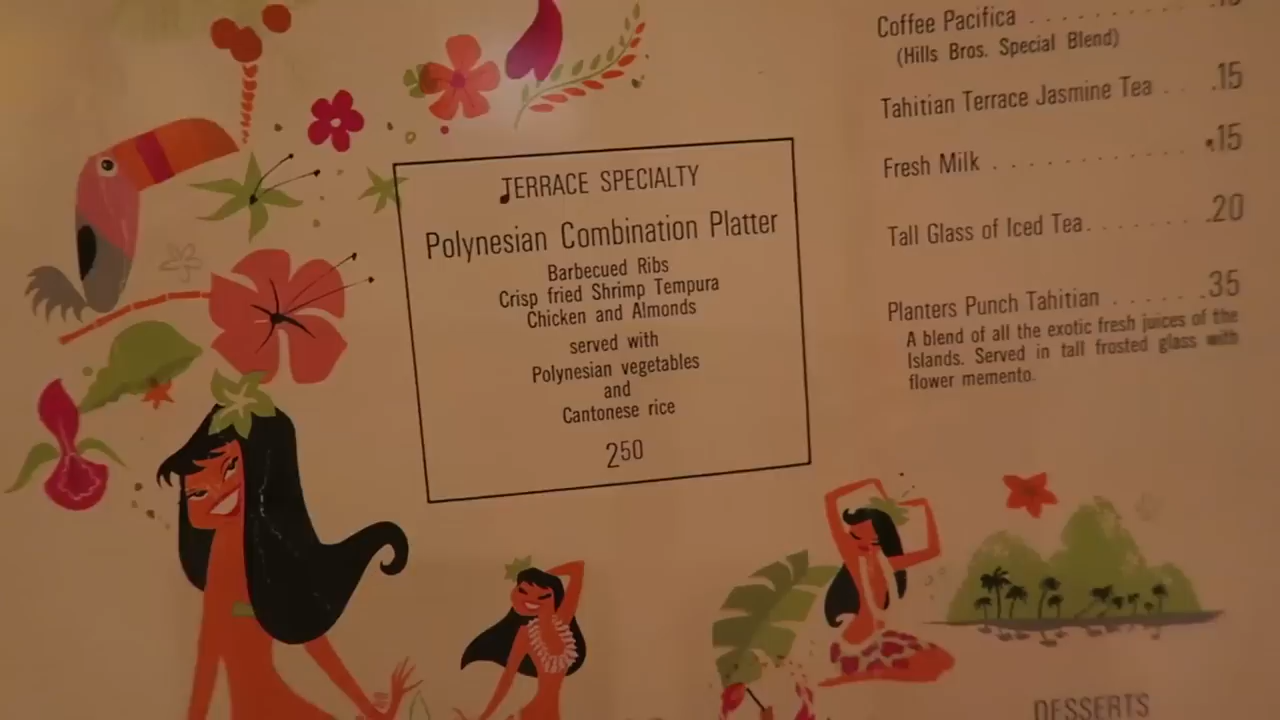 TERRACE SPECIALTY
Polynesian Combination Platter
Barbecued Ribs
Crisp fried Shrimp Tempura
Chicken and Almonds
served with
Polynesian vegetables
and
Cantonese rice
250
Coffee Pacifica . . . . . . . . . . .15
(Hills Bros. Special Blend)
Tahitian Terrace Jasmine Tea . . .15
Fresh Milk . . . . . . . . . . . . .15
Tall Glass of Iced Tea. . . . . . . .20
Planters Punch Tahitian . . . . . . .35
A blend of all the exotic fresh juices of the
Islands. Served in tall frosted glass with
flower memento.
DESSERTS